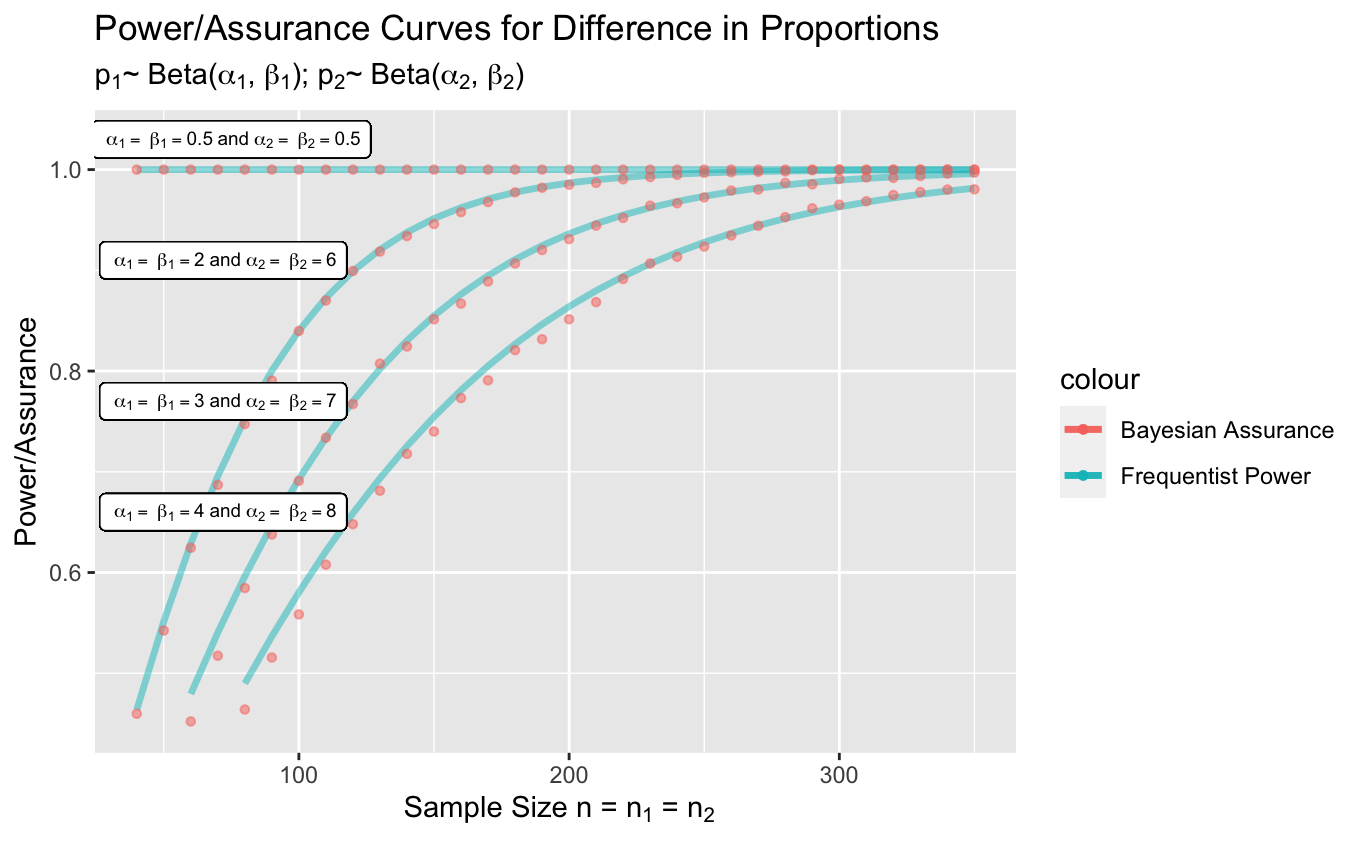 Power/Assurance Curves for Difference in Proportions
p₁~ Beta(α₁, β₁); p₂~ Beta(α₂, β₂)
α₁ = β₁ = 0.5 and α₂ = β₂ = 0.5
1.0
α₁ = β₁ = 2 and α₂ = β₂ = 6
0.8
α₁ = β₁ = 3 and α₂ = β₂ = 7
α₁ = β₁ = 4 and α₂ = β₂ = 8
0.6
Power/Assurance
100 200 300
Sample Size n = n₁ = n₂
colour
Bayesian Assurance
Frequentist Power